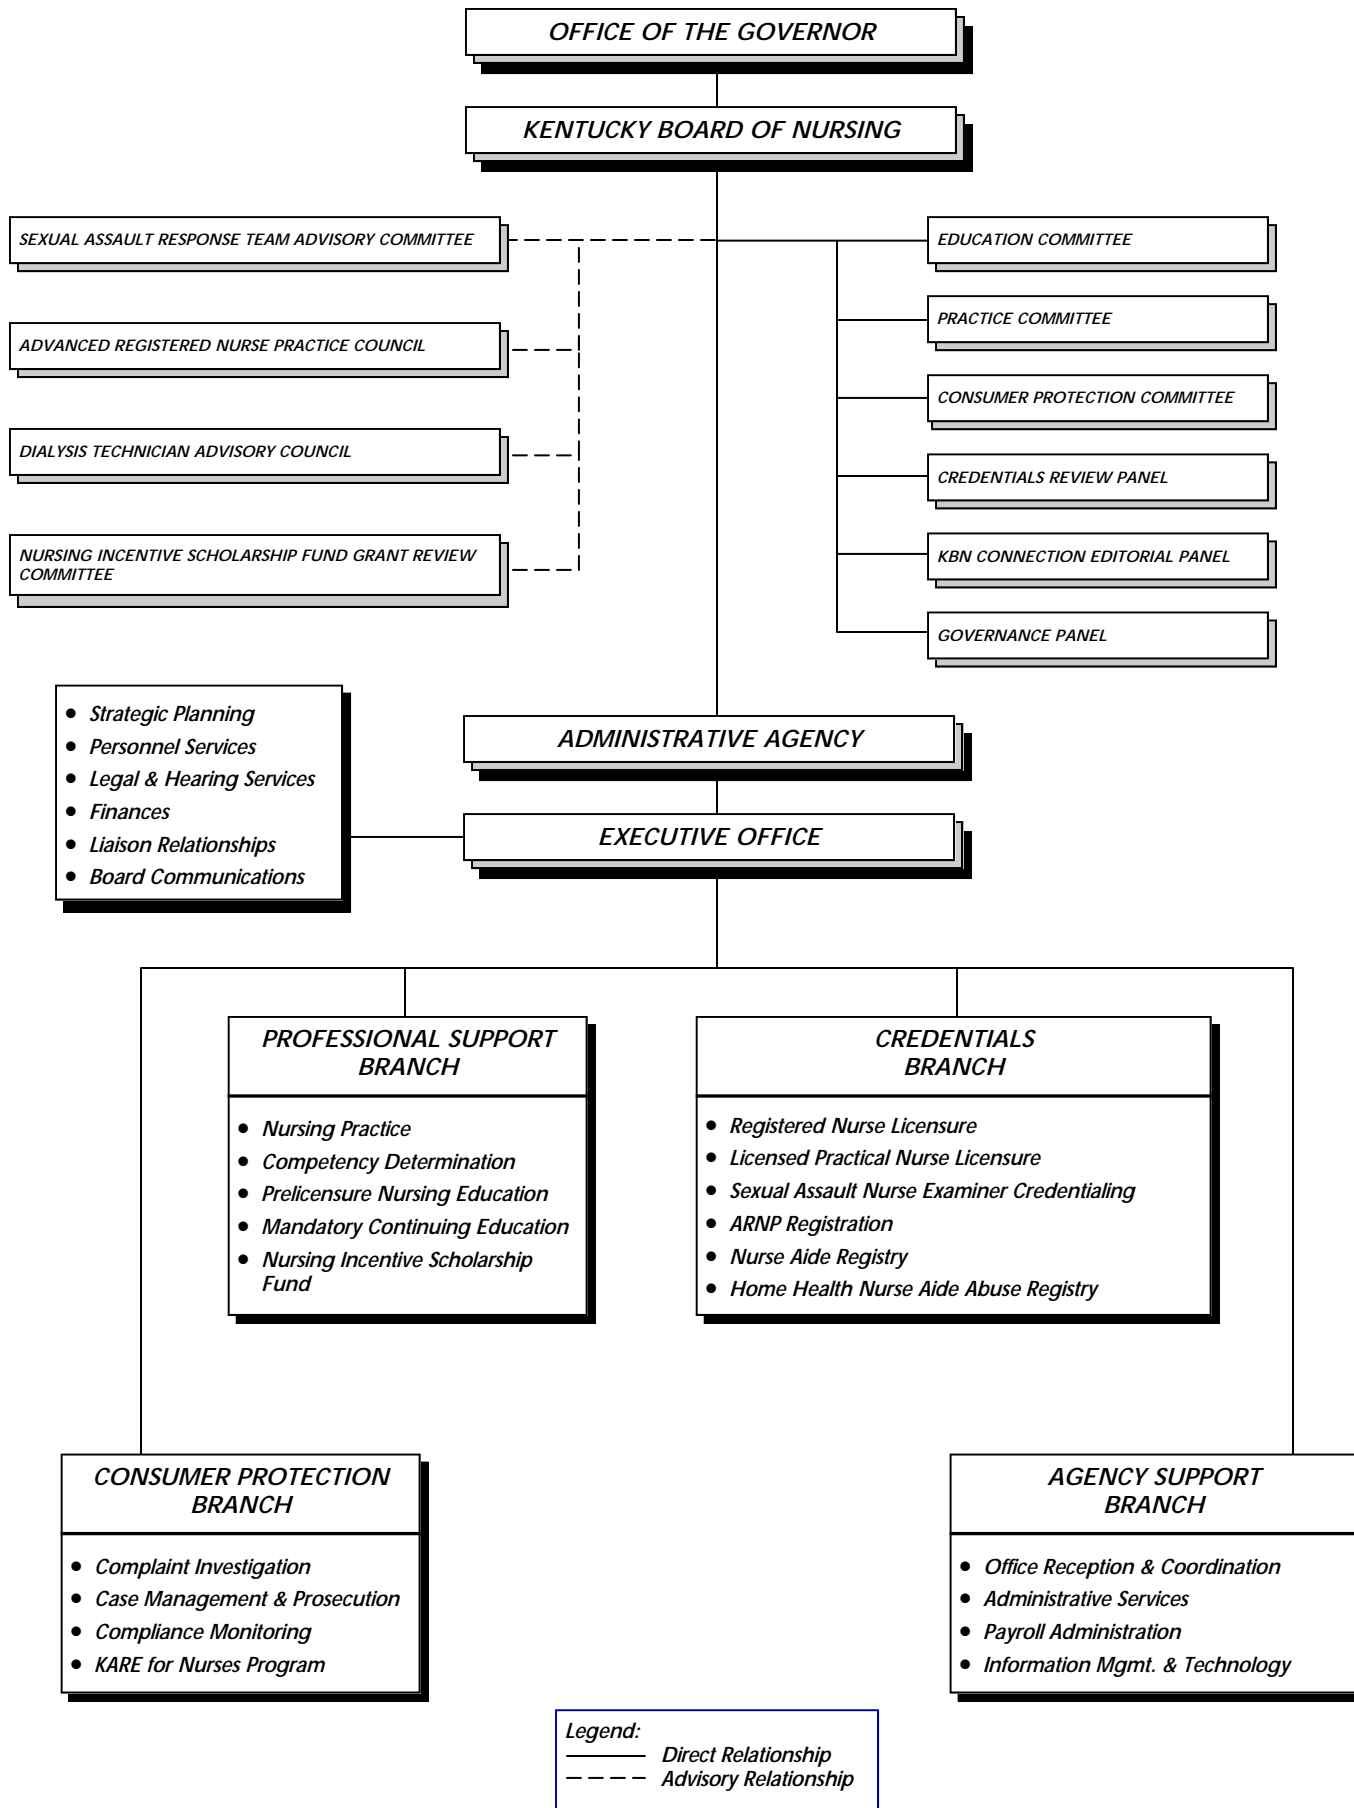 OFFICE OF THE GOVERNOR
KENTUCKY BOARD OF NURSING
SEXUAL ASSAULT RESPONSE TEAM ADVISORY COMMITTEE
ADVANCED REGISTERED NURSE PRACTICE COUNCIL
DIALYSIS TECHNICIAN ADVISORY COUNCIL
NURSING INCENTIVE SCHOLARSHIP FUND GRANT REVIEW
COMMITTEE
EDUCATION COMMITTEE
PRACTICE COMMITTEE
CONSUMER PROTECTION COMMITTEE
CREDENTIALS REVIEW PANEL
KBN CONNECTION EDITORIAL PANEL
GOVERNANCE PANEL
• Strategic Planning
• Personnel Services
• Legal & Hearing Services
• Finances
• Liaison Relationships
• Board Communications
ADMINISTRATIVE AGENCY
EXECUTIVE OFFICE
PROFESSIONAL SUPPORT
BRANCH
• Nursing Practice
• Competency Determination
• Prelicensure Nursing Education
• Mandatory Continuing Education
• Nursing Incentive Scholarship
Fund
CREDENTIALS
BRANCH
• Registered Nurse Licensure
• Licensed Practical Nurse Licensure
• Sexual Assault Nurse Examiner Credentialing
• ARNP Registration
• Nurse Aide Registry
• Home Health Nurse Aide Abuse Registry
CONSUMER PROTECTION
BRANCH
• Complaint Investigation
• Case Management & Prosecution
• Compliance Monitoring
• KARE for Nurses Program
AGENCY SUPPORT
BRANCH
• Office Reception & Coordination
• Administrative Services
• Payroll Administration
• Information Mgmt. & Technology
Legend:
Direct Relationship
Advisory Relationship